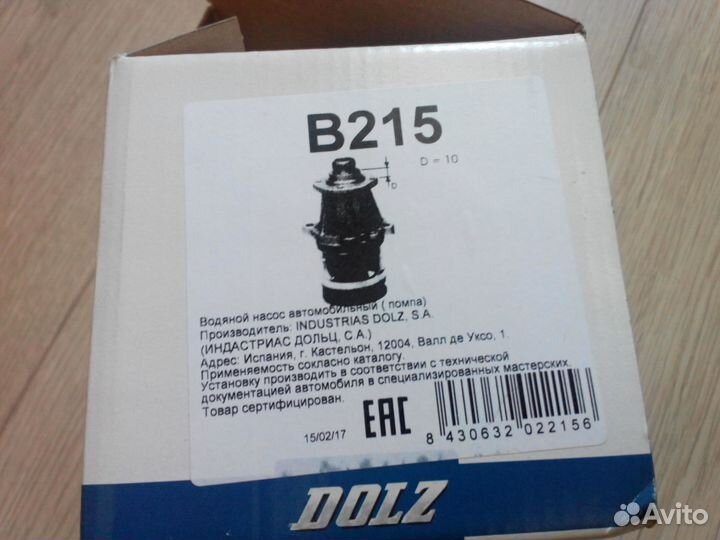 B215
D = 10
D
Водяной насос автомобильный ( помпа)
Производитель: INDUSTRIAS DOLZ, S.A.
(ИНДАСТРИАС ДОЛЬЦ, С.А.)
Адрес: Испания, г. Кастельон, 12004, Валл де Уксо, 1.
Применяемость согласно каталогу.
Установку производить в соответствии с технической
документацией автомобиля в специализированных мастерских.
Товар сертифицирован.
15/02/17
EAC
8 430632 022156
DOLZ
Avito